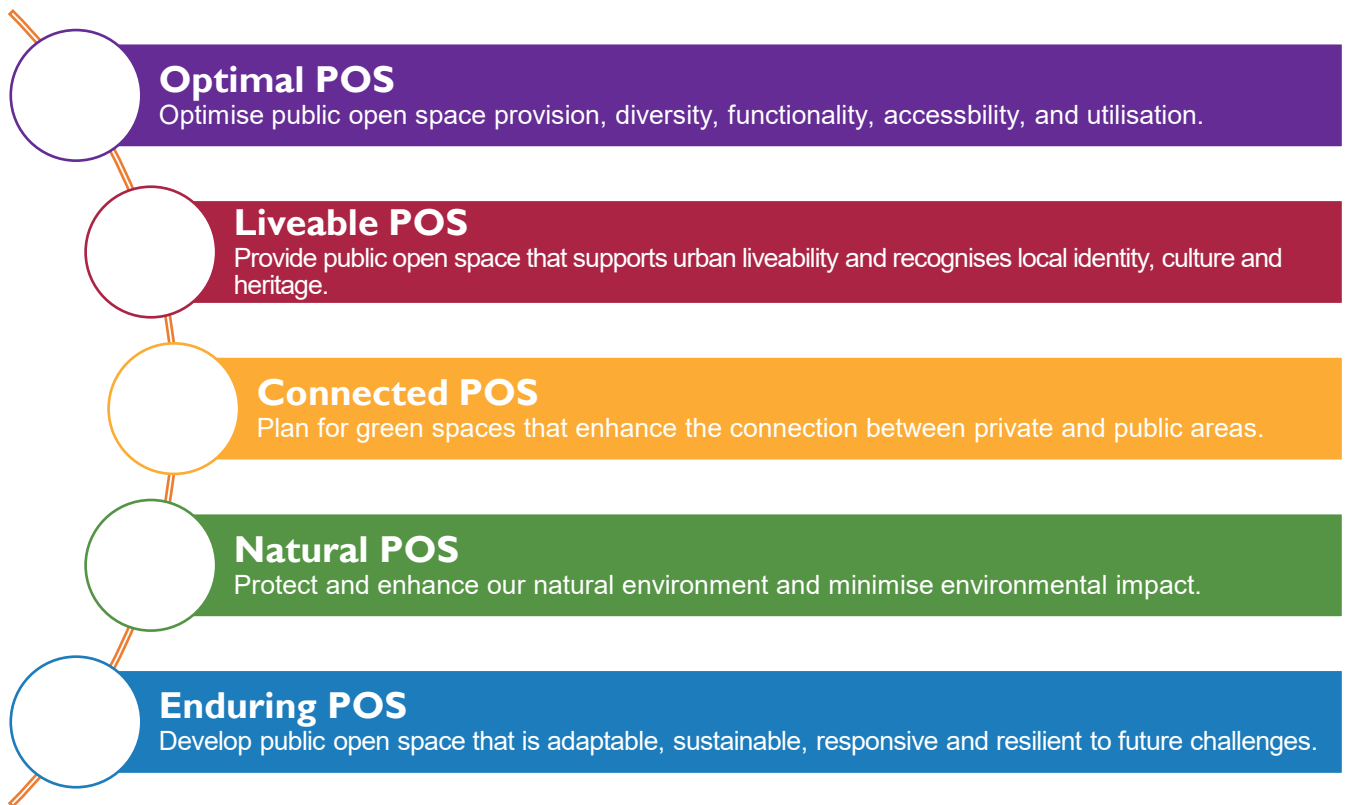 Optimal POS
Optimise public open space provision, diversity, functionality, accessbility, and utilisation.
Liveable POS
Provide public open space that supports urban liveability and recognises local identity, culture and
heritage.
Connected POS
Plan for green spaces that enhance the connection between private and public areas.
Natural POS
Protect and enhance our natural environment and minimise environmental impact.
Enduring POS
Develop public open space that is adaptable, sustainable, responsive and resilient to future challenges.